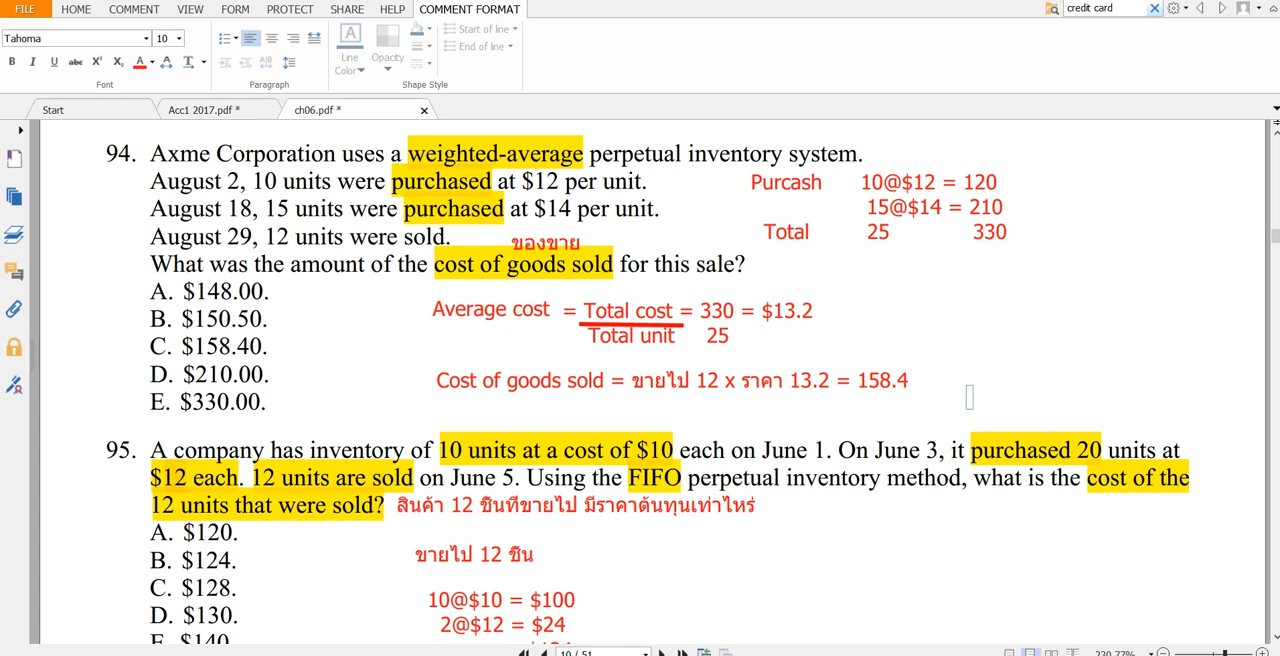 FILE HOME COMMENT VIEW FORM PROTECT SHARE HELP COMMENT FORMAT credit card
Tahoma 10
B I U abc X² X₂ A A T
Line Color
Opacity
Start of line
End of line
Font Paragraph Shape Style
Start Acc1 2017.pdf * ch06.pdf *
94. Axme Corporation uses a weighted-average perpetual inventory system.
August 2, 10 units were purchased at $12 per unit.
Purcash 10@$12 = 120
August 18, 15 units were purchased at $14 per unit.
15@$14 = 210
August 29, 12 units were sold.
Total 25 330
ของขาย
What was the amount of the cost of goods sold for this sale?
A. $148.00.
B. $150.50.
C. $158.40.
D. $210.00.
E. $330.00.
Average cost = Total cost = 330 = $13.2
Total unit 25
Cost of goods sold = ขายไป 12 x ราคา 13.2 = 158.4
95. A company has inventory of 10 units at a cost of $10 each on June 1. On June 3, it purchased 20 units at
$12 each. 12 units are sold on June 5. Using the FIFO perpetual inventory method, what is the cost of the
12 units that were sold? สินค้า 12 ชิ้นที่ขายไป มีราคาต้นทุนเท่าไหร่
A. $120.
B. $124.
C. $128.
D. $130.
E. $140.
ขายไป 12 ชิ้น
10@$10 = $100
2@$12 = $24
10 / 51 230.77%